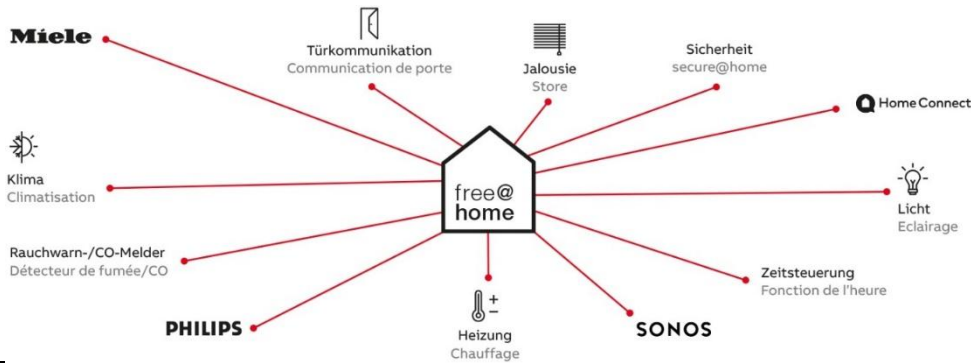 Miele
Türkommunikation
Communication de porte
Jalousie
Store
Sicherheit
secure@home
Home Connect
Klima
Climatisation
free@
home
Licht
Eclairage
Rauchwarn-/CO-Melder
Détecteur de fumée/CO
Zeitsteuerung
Fonction de l'heure
PHILIPS
Heizung
Chauffage
SONOS